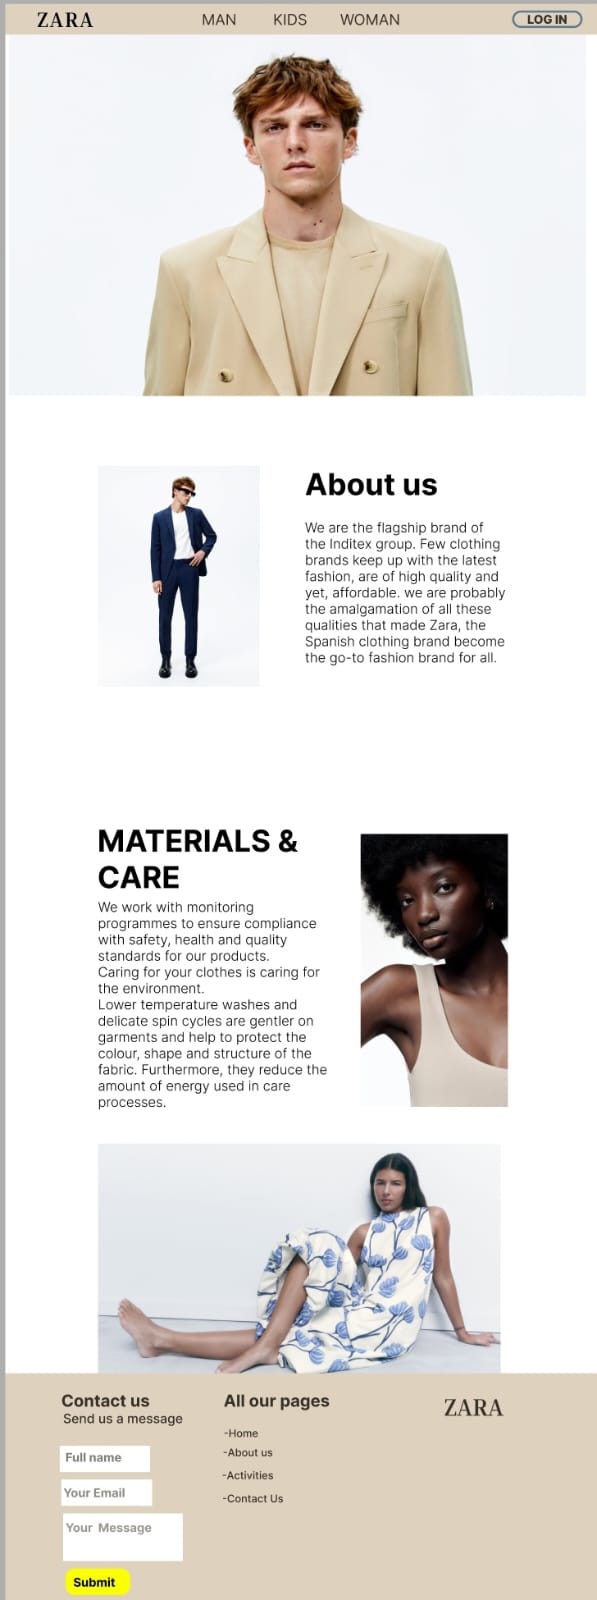 ZARA MAN KIDS WOMAN LOG IN
About us
We are the flagship brand of
the Inditex group. Few clothing
brands keep up with the latest
fashion, are of high quality and
yet, affordable. we are probably
the amalgamation of all these
qualities that made Zara, the
Spanish clothing brand become
the go-to fashion brand for all.
MATERIALS &
CARE
We work with monitoring
programmes to ensure compliance
with safety, health and quality
standards for our products.
Caring for your clothes is caring for
the environment.
Lower temperature washes and
delicate spin cycles are gentler on
garments and help to protect the
colour, shape and structure of the
fabric. Furthermore, they reduce the
amount of energy used in care
processes.
Contact us
Send us a message
Full name
Your Email
Your Message
Submit
All our pages
-Home
-About us
-Activities
-Contact Us
ZARA